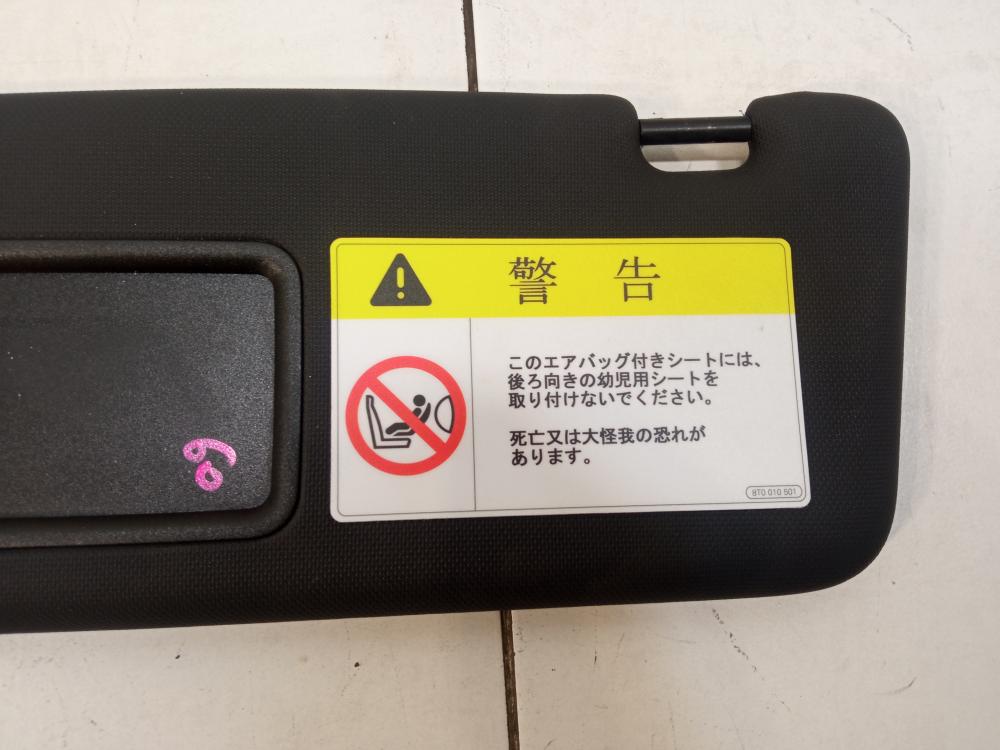 警 告
このエアバッグ付きシートには、
後ろ向きの幼児用シートを
取り付けないでください。
死亡又は大怪我の恐れが
あります。
8T0 010 501